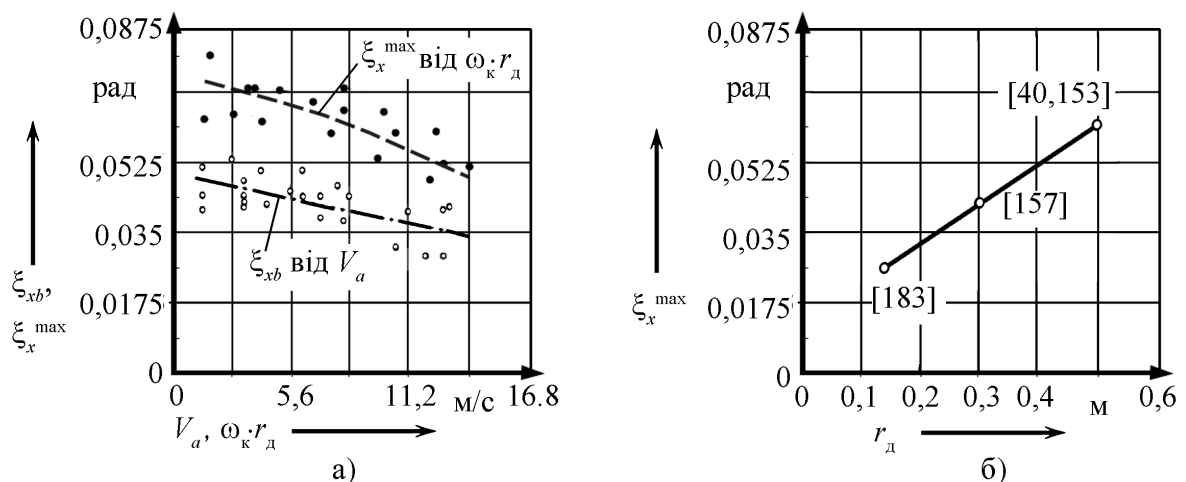 0,0875
рад
0,0525
0,035
0,0175
0
ξxb,
ξx max
ξx max від ωк·rд
ξxb від Va
0 5,6 11,2 м/с 16.8
Va, ωк·rд
а)
0,0875
рад
0,0525
0,035
0,0175
0
ξx max
[40,153]
[157]
[183]
0 0,1 0,2 0,3 0,4 м 0,6
rд
б)